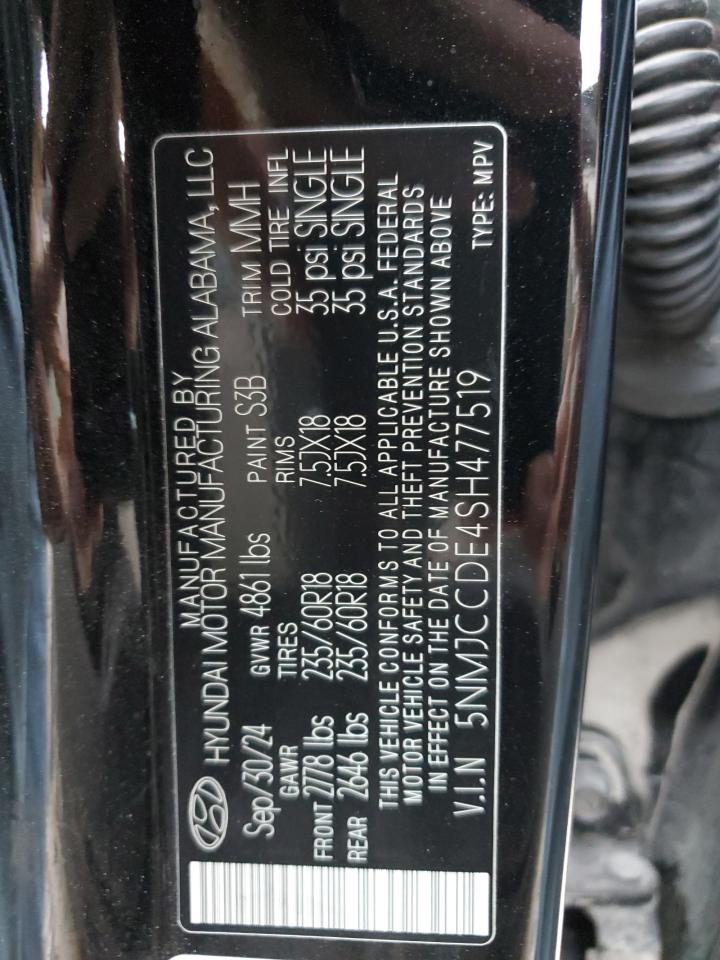 MANUFACTURED BY
HYUNDAI MOTOR MANUFACTURING ALABAMA, LLC
Sep/30/24 GVWR 4861 lbs PAINT S3B TRIM MMH
GAWR TIRES RIMS COLD TIRE INFL
FRONT 2778 lbs 235/60R18 7.5JX18 35 psi SINGLE
REAR 2646 lbs 235/60R18 7.5JX18 35 psi SINGLE
THIS VEHICLE CONFORMS TO ALL APPLICABLE U.S.A. FEDERAL
MOTOR VEHICLE SAFETY AND THEFT PREVENTION STANDARDS
IN EFFECT ON THE DATE OF MANUFACTURE SHOWN ABOVE
V.I.N 5NMJCCDE4SH477519 TYPE: MPV